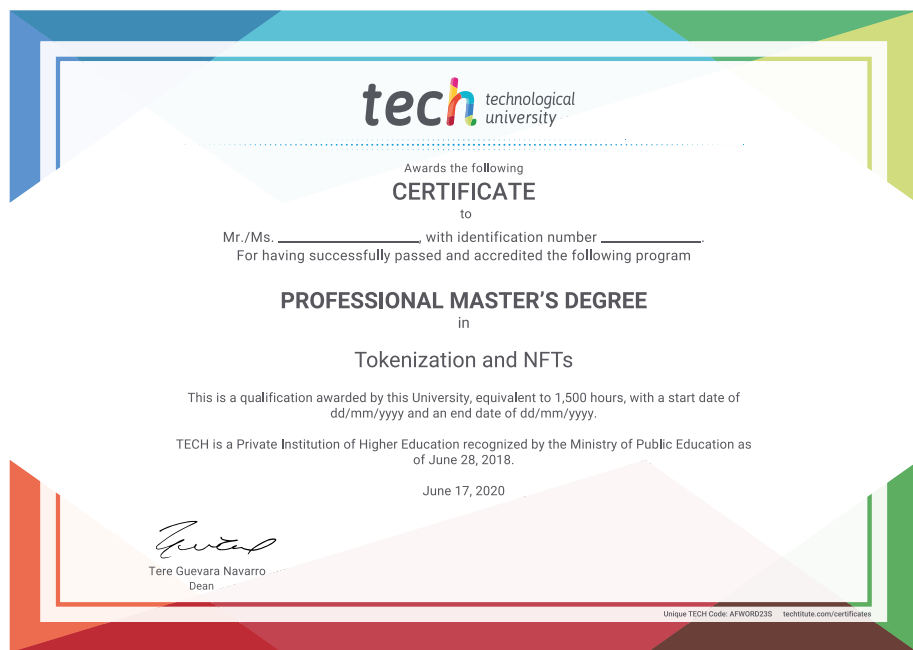 tech technological
university
Awards the following
CERTIFICATE
to
Mr./Ms. ____________, with identification number ____________.
For having successfully passed and accredited the following program
PROFESSIONAL MASTER'S DEGREE
in
Tokenization and NFTs
This is a qualification awarded by this University, equivalent to 1,500 hours, with a start date of
dd/mm/yyyy and an end date of dd/mm/yyyy.
TECH is a Private Institution of Higher Education recognized by the Ministry of Public Education as
of June 28, 2018.
June 17, 2020
Tere Guevara Navarro
Dean
Unique TECH Code: AFWORD23S techtitute.com/certificates